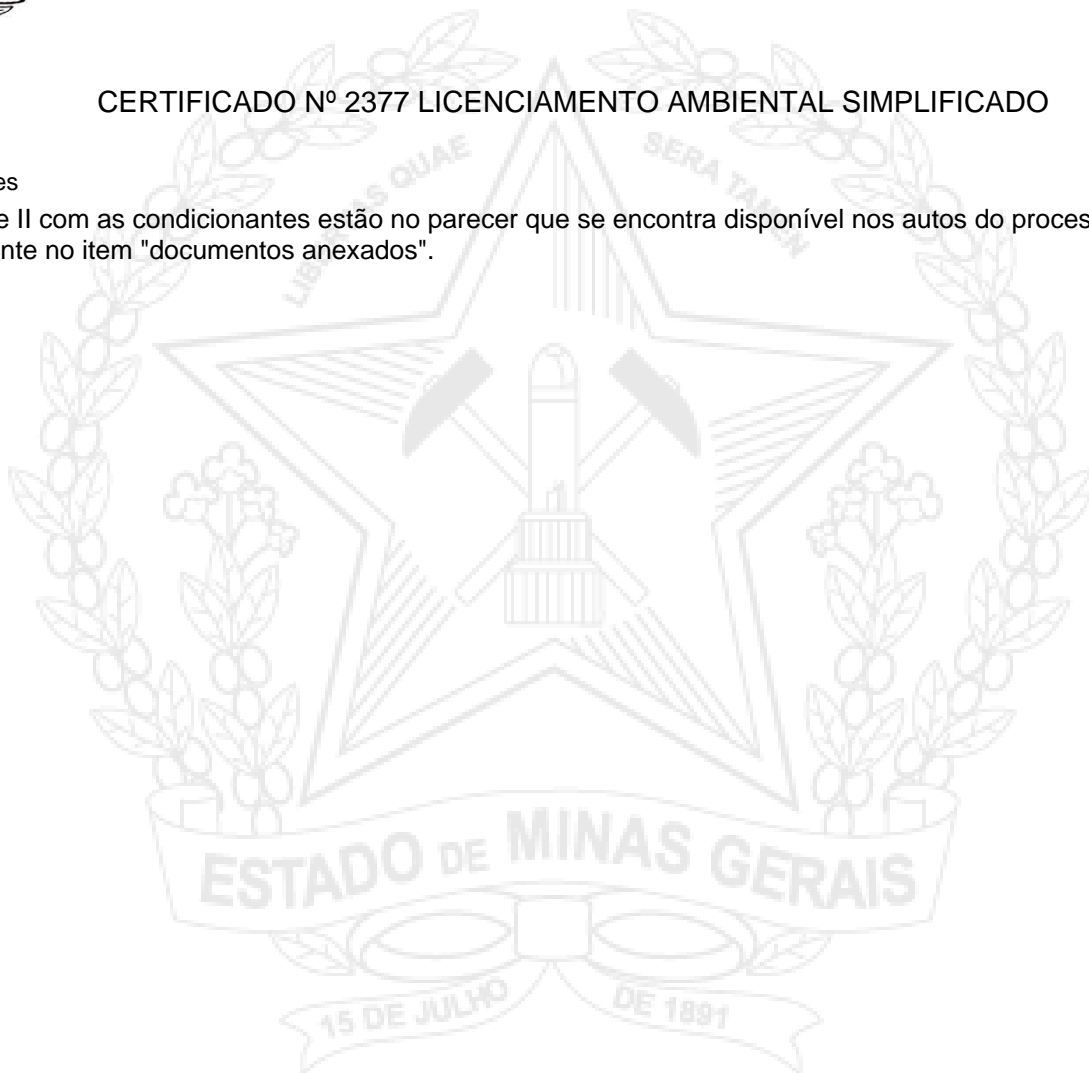 CERTIFICADO Nº 2377 LICENCIAMENTO AMBIENTAL SIMPLIFICADO
es
e II com as condicionantes estão no parecer que se encontra disponível nos autos do proces
nte no item "documentos anexados".
LIBERTAS QUAE SERA TAMEN
ESTADO DE MINAS GERAIS
15 DE JULHO DE 1891